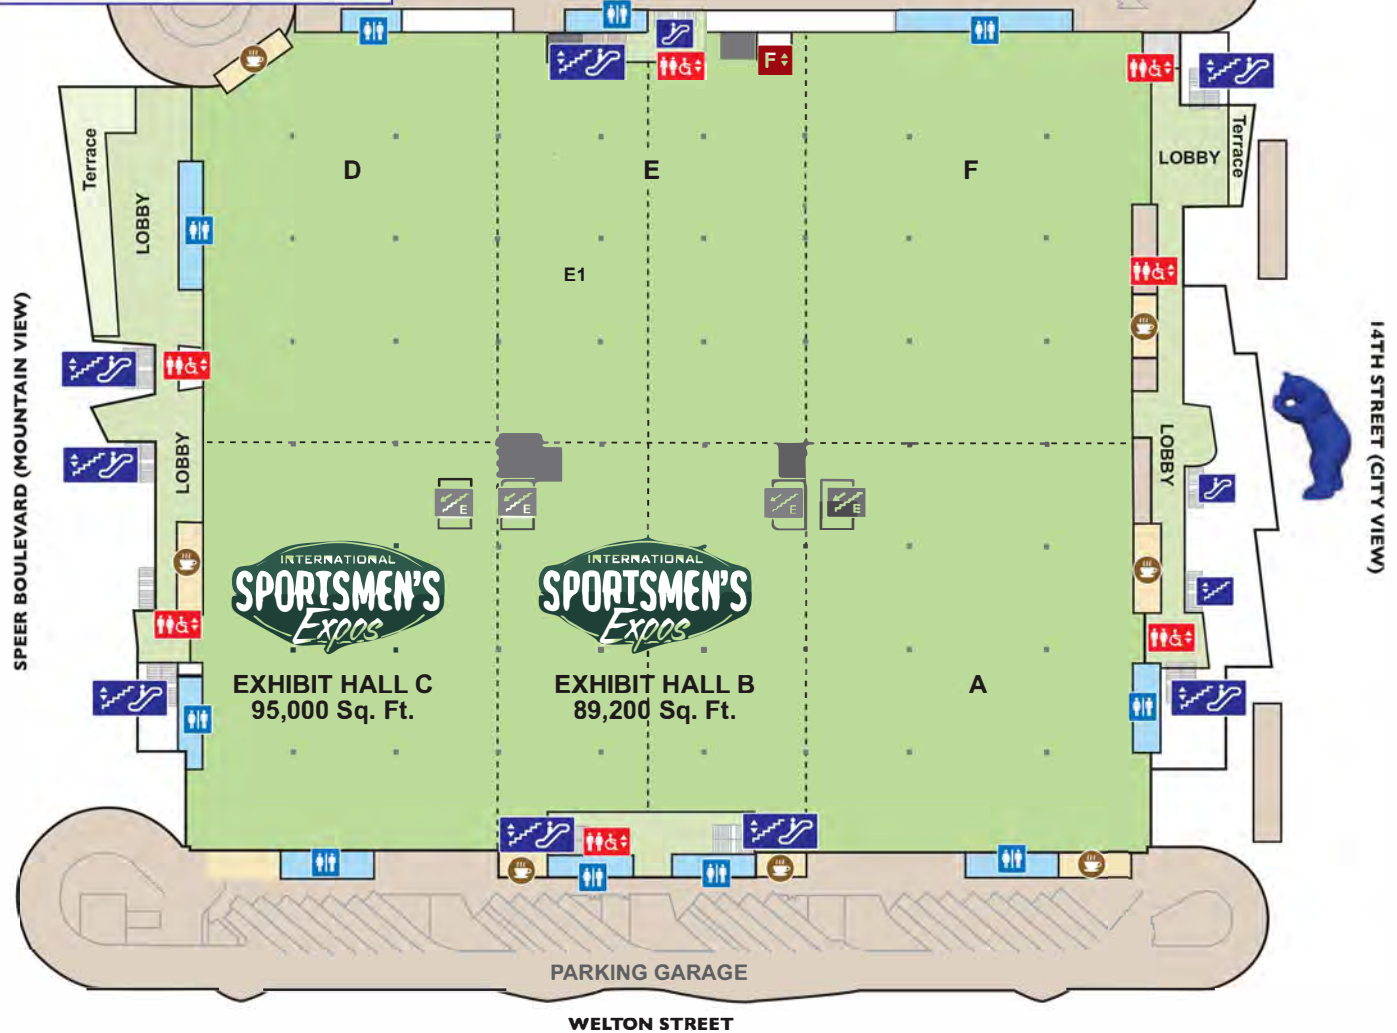 F
Terrace
LOBBY
D
E
F
LOBBY
Terrace
E1
SPEER BOULEVARD (MOUNTAIN VIEW)
14TH STREET (CITY VIEW)
LOBBY
LOBBY
E
E
E
E
INTERNATIONAL
SPORTSMEN'S
Expos
INTERNATIONAL
SPORTSMEN'S
Expos
EXHIBIT HALL C
95,000 Sq. Ft.
EXHIBIT HALL B
89,200 Sq. Ft.
A
PARKING GARAGE
WELTON STREET